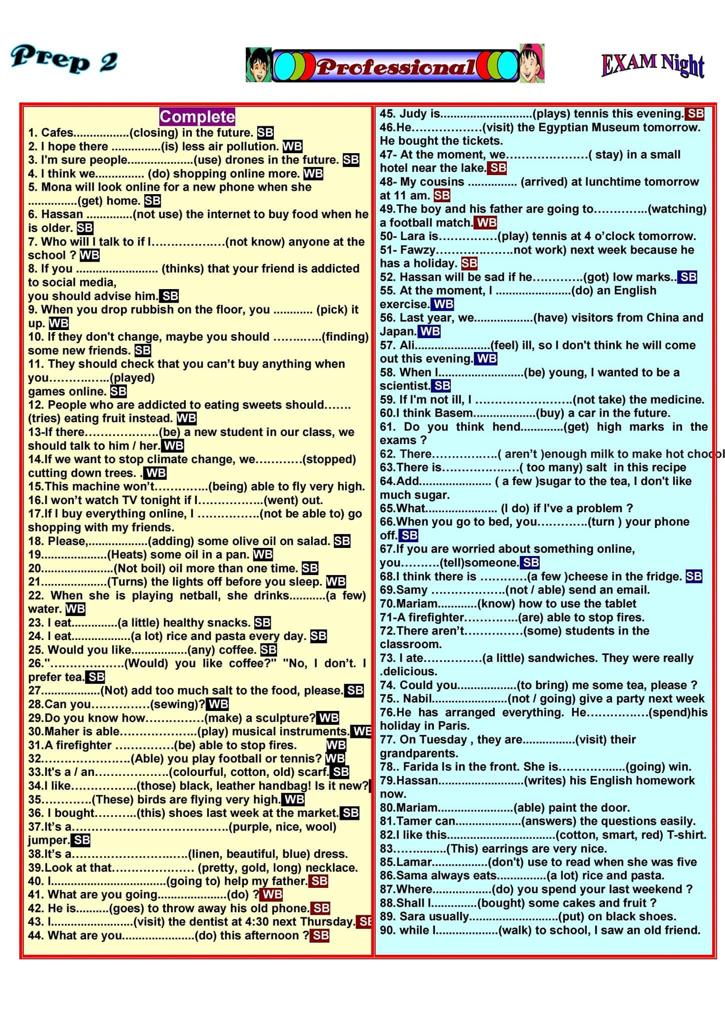 Prep 2
Professional
EXAM Night
Complete
1. Cafes.................(closing) in the future. SB
2. I hope there ...............(is) less air pollution. WB
3. I'm sure people....................(use) drones in the future. SB
4. I think we............... (do) shopping online more. WB
5. Mona will look online for a new phone when she
...............(get) home. SB
6. Hassan ..............(not use) the internet to buy food when he
is older. SB
7. Who will I talk to if I…………………(not know) anyone at the
school ? WB
8. If you ......................... (thinks) that your friend is addicted
to social media,
you should advise him. SB
9. When you drop rubbish on the floor, you ............ (pick) it
up. WB
10. If they don't change, maybe you should ……..…..(finding)
some new friends. SB
11. They should check that you can’t buy anything when
you………..…..(played)
games online. SB
12. People who are addicted to eating sweets should…….
(tries) eating fruit instead. WB
13-If there………………(be) a new student in our class, we
should talk to him / her. WB
14.If we want to stop climate change, we…………(stopped)
cutting down trees. . WB
15.This machine won’t…………..(being) able to fly very high.
16.I won’t watch TV tonight if I……………..(went) out.
17.If I buy everything online, I ……………(not be able to) go
shopping with my friends.
18. Please,..................(adding) some olive oil on salad. SB
19....................(Heats) some oil in a pan. WB
20......................(Not boil) oil more than one time. SB
21....................(Turns) the lights off before you sleep. WB
22. When she is playing netball, she drinks...........(a few)
water. WB
23. I eat..............(a little) healthy snacks. SB
24. I eat................(a lot) rice and pasta every day. SB
25. Would you like................(any) coffee. SB
26."………………..(Would) you like coffee?" "No, I don’t. I
prefer tea. SB
27..................(Not) add too much salt to the food, please. SB
28.Can you……………(sewing)? WB
29.Do you know how……………(make) a sculpture? WB
30.Maher is able……………………..(play) musical instruments. WB
31.A firefighter ……………(be) able to stop fires. WB
32…………………(Able) you play football or tennis? WB
33.It's a / an……………..(colourful, cotton, old) scarf. SB
34.I like……………..(those) black, leather handbag! Is it new?
35……………(These) birds are flying very high. WB
36. I bought…………(this) shoes last week at the market. SB
37.It’s a……………………………………….(purple, nice, wool)
jumper. SB
38.It’s a……………………….……(linen, beautiful, blue) dress.
39.Look at that……………… (pretty, gold, long) necklace.
40. I..........................(going to) help my father. SB
41. What are you going.....................(do) ? WB
42. He is..........(goes) to throw away his old phone. SB
43. I.........................(visit) the dentist at 4:30 next Thursday. SB
44. What are you......................(do) this afternoon ? SB
45. Judy is............................(plays) tennis this evening. SB
46.He………………(visit) the Egyptian Museum tomorrow.
He bought the tickets.
47- At the moment, we…………………( stay) in a small
hotel near the lake. SB
48- My cousins ............... (arrived) at lunchtime tomorrow
at 11 am. SB
49.The boy and his father are going to…………..(watching)
a football match. WB
50- Lara is……………(play) tennis at 4 o’clock tomorrow.
51- Fawzy………………..not work) next week because he
has a holiday. SB
52. Hassan will be sad if he…………(got) low marks.. SB
55. At the moment, I .......................(do) an English
exercise. WB
56. Last year, we..................(have) visitors from China and
Japan. WB
57. Ali.......................(feel) ill, so I don't think he will come
out this evening. WB
58. When I..........................(be) young, I wanted to be a
scientist. SB
59. If I'm not ill, I ……………………(not take) the medicine.
60.I think Basem...................(buy) a car in the future.
61. Do you think hend............(get) high marks in the
exams ?
62. There……………..( aren’t )enough milk to make hot chocol
63.There is…………….….( too many) salt in this recipe
64.Add...................... ( a few )sugar to the tea, I don't like
much sugar.
65.What.................. (I do) if I've a problem ?
66.When you go to bed, you…………(turn ) your phone
off. SB
67.If you are worried about something online,
you……….(tell)someone. SB
68.I think there is ………..(a few )cheese in the fridge. SB
69.Samy ………………(not / able) send an email.
70.Mariam............(know) how to use the tablet
71-A firefighter……………(are) able to stop fires.
72.There aren’t……………(some) students in the
classroom.
73. I ate……………(a little) sandwiches. They were really
.delicious.
74. Could you..................(to bring) me some tea, please ?
75.. Nabil.......................(not / going) give a party next week
76.He has arranged everything. He……………(spend)his
holiday in Paris.
77. On Tuesday , they are................(visit) their
grandparents.
78.. Farida Is in the front. She is……………..(going) win.
79.Hassan.................(writes) his English homework
now.
80.Mariam.................(able) paint the door.
81.Tamer can...................(answers) the questions easily.
82.I like this.................................(cotton, smart, red) T-shirt.
83…..…........(This) earrings are very nice.
85.Lamar.................(don't) use to read when she was five
86.Sama always eats................(a lot) rice and pasta.
87.Where................(do) you spend your last weekend ?
88.Shall I...............(bought) some cakes and fruit ?
89. Sara usually..........................(put) on black shoes.
90. while I...................(walk) to school, I saw an old friend.